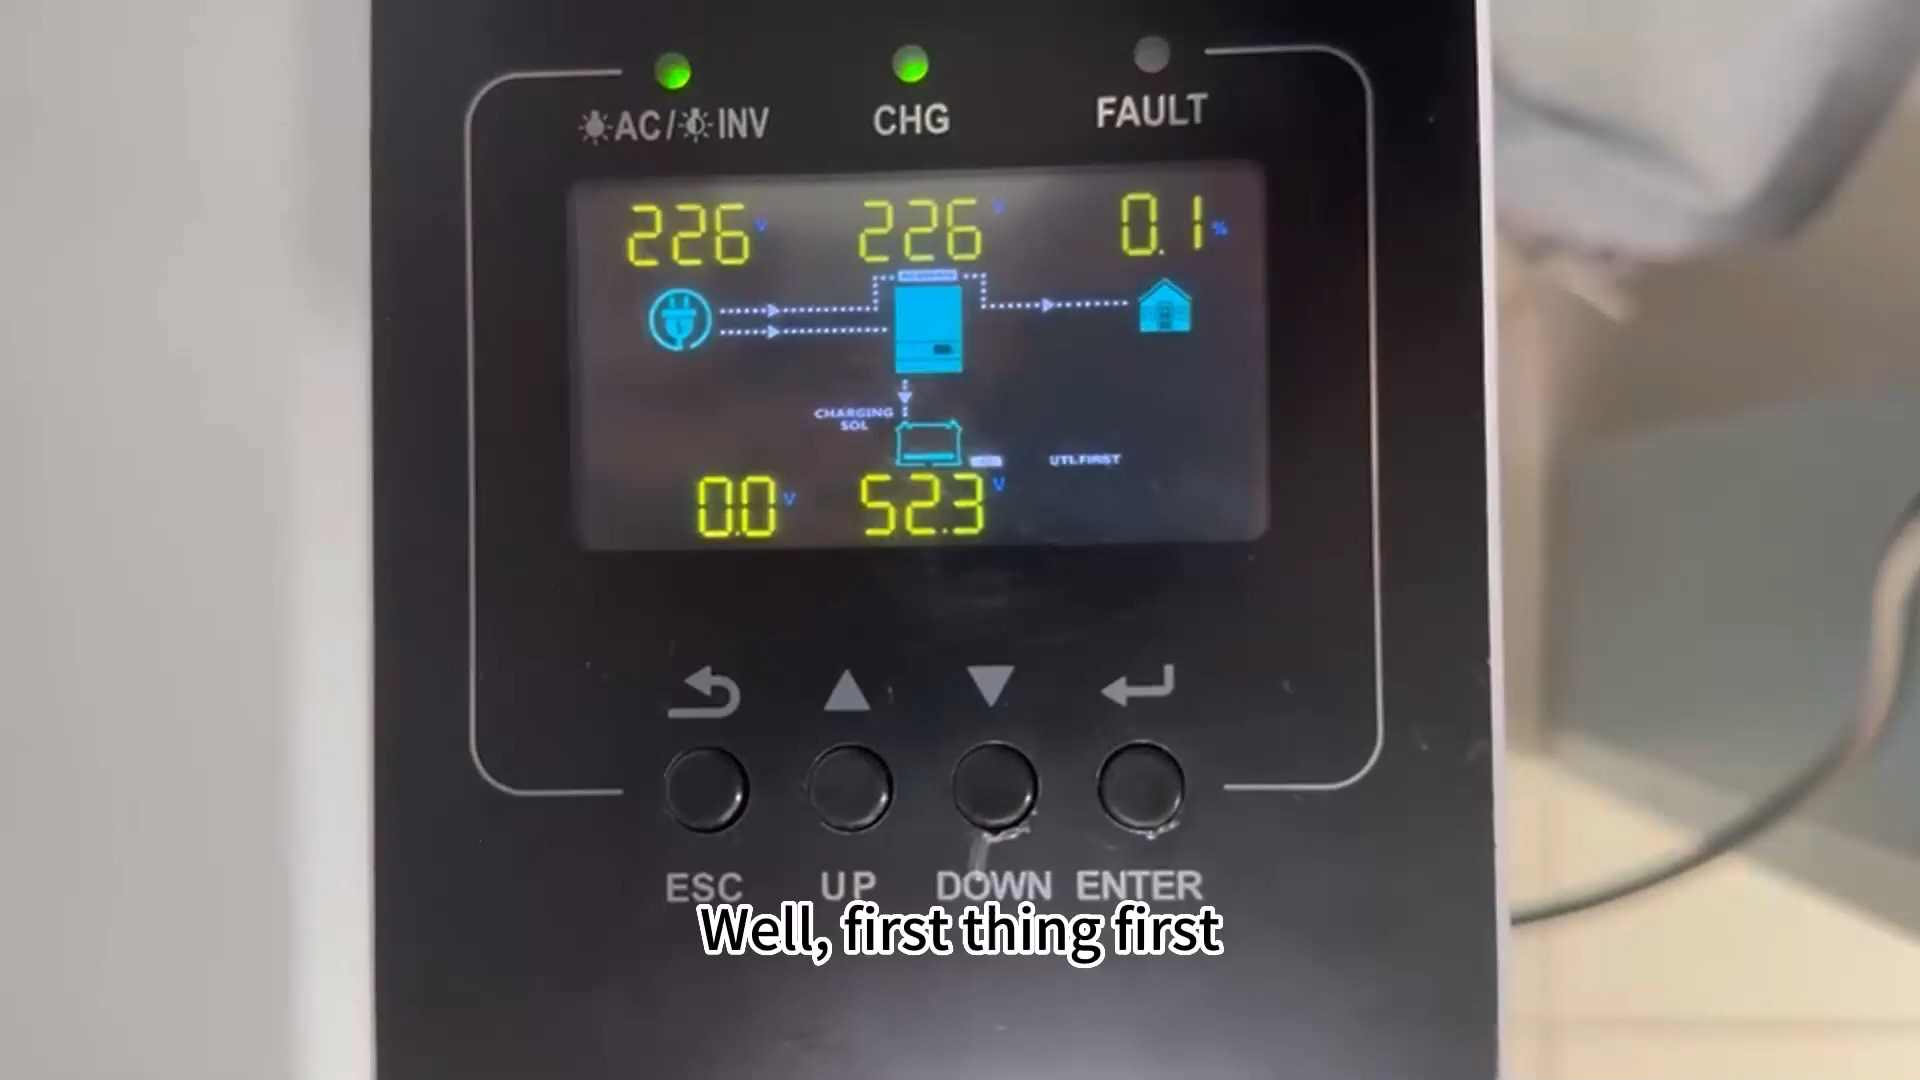 AC/ INV CHG FAULT
226 V 226 V 0.1 %
CHARGING
SOL
UTI.FIRST
0.0 V 52.3 V
ESC UP DOWN ENTER
Well, first thing first